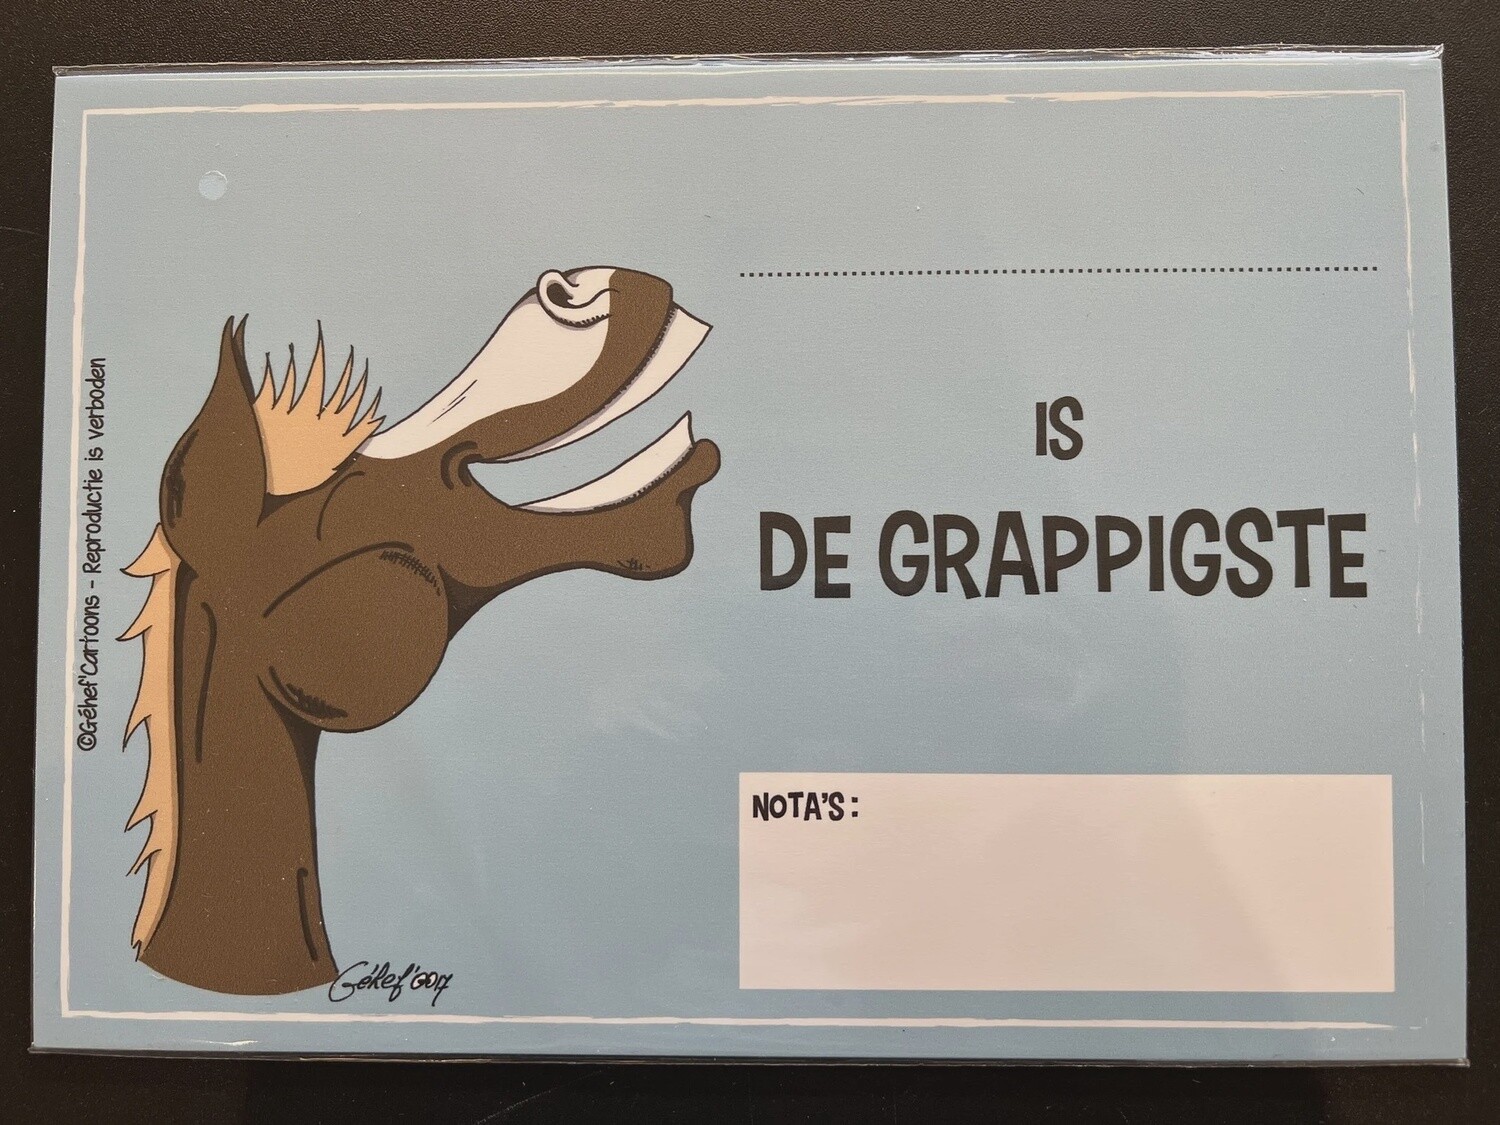 IS
DE GRAPPIGSTE
NOTA'S:
©Géhef'Cartoons - Reproductie is verboden
Géhef'2017